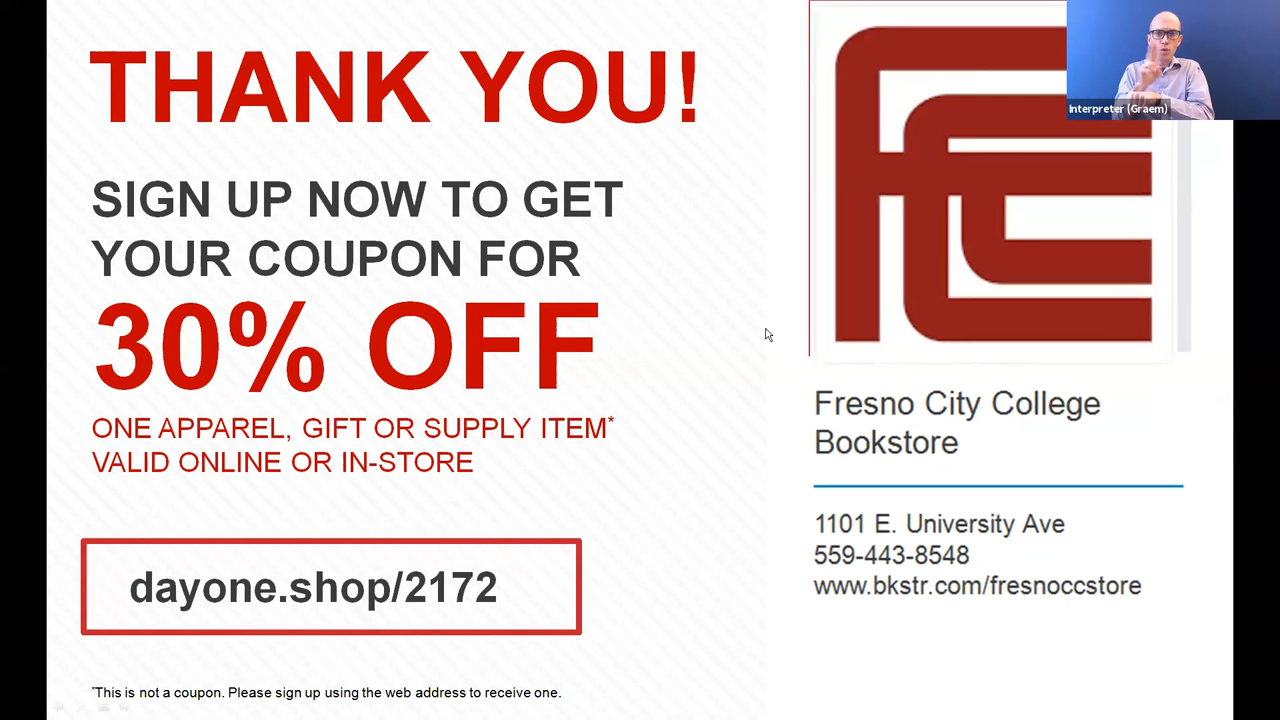 THANK YOU!
SIGN UP NOW TO GET
YOUR COUPON FOR
30% OFF
ONE APPAREL, GIFT OR SUPPLY ITEM*
VALID ONLINE OR IN-STORE
dayone.shop/2172
*This is not a coupon. Please sign up using the web address to receive one.
FCC
Interpreter (Graem)
Fresno City College
Bookstore
1101 E. University Ave
559-443-8548
www.bkstr.com/fresnoccstore